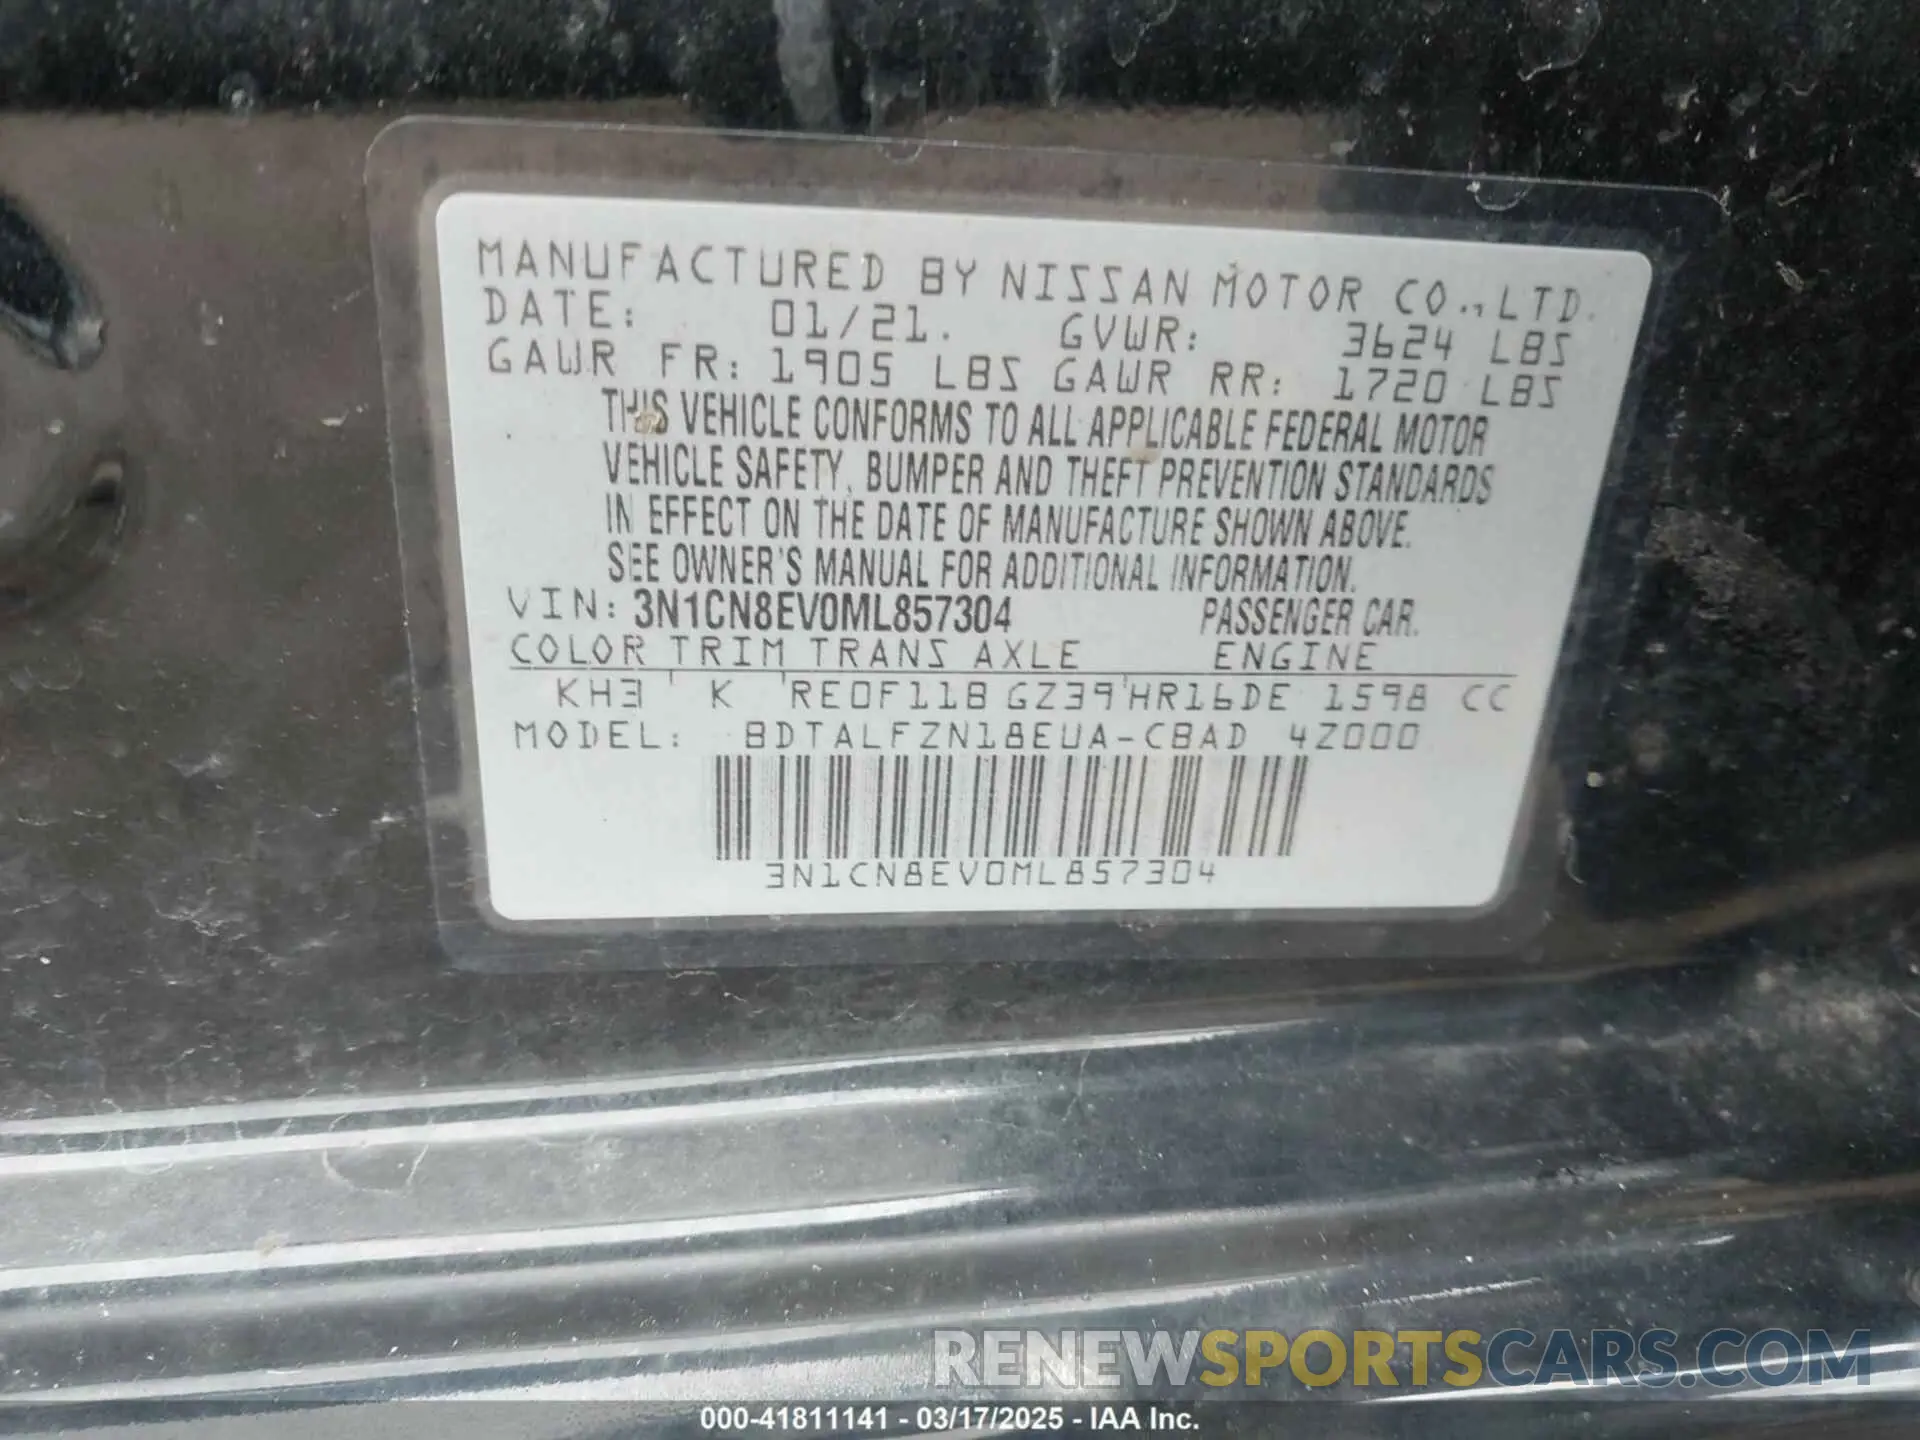 MANUFACTURED BY NISSAN MOTOR CO., LTD.
DATE: 01/21. GVWR: 3624 LBS
GAWR FR: 1905 LBS GAWR RR: 1720 LBS
THIS VEHICLE CONFORMS TO ALL APPLICABLE FEDERAL MOTOR
VEHICLE SAFETY, BUMPER AND THEFT PREVENTION STANDARDS
IN EFFECT ON THE DATE OF MANUFACTURE SHOWN ABOVE.
SEE OWNER'S MANUAL FOR ADDITIONAL INFORMATION.
VIN: 3N1CN8EV0ML857304 PASSENGER CAR.
COLOR TRIM TRANS AXLE ENGINE
KH3 K RE0F11B GZ39 HR16DE 1598 CC
MODEL: BDTALFZN18EUA-CBAD 4Z000
3N1CN8EV0ML857304
RENEWSPORTSCARS.COM
000-41811141 - 03/17/2025 - IAA Inc.